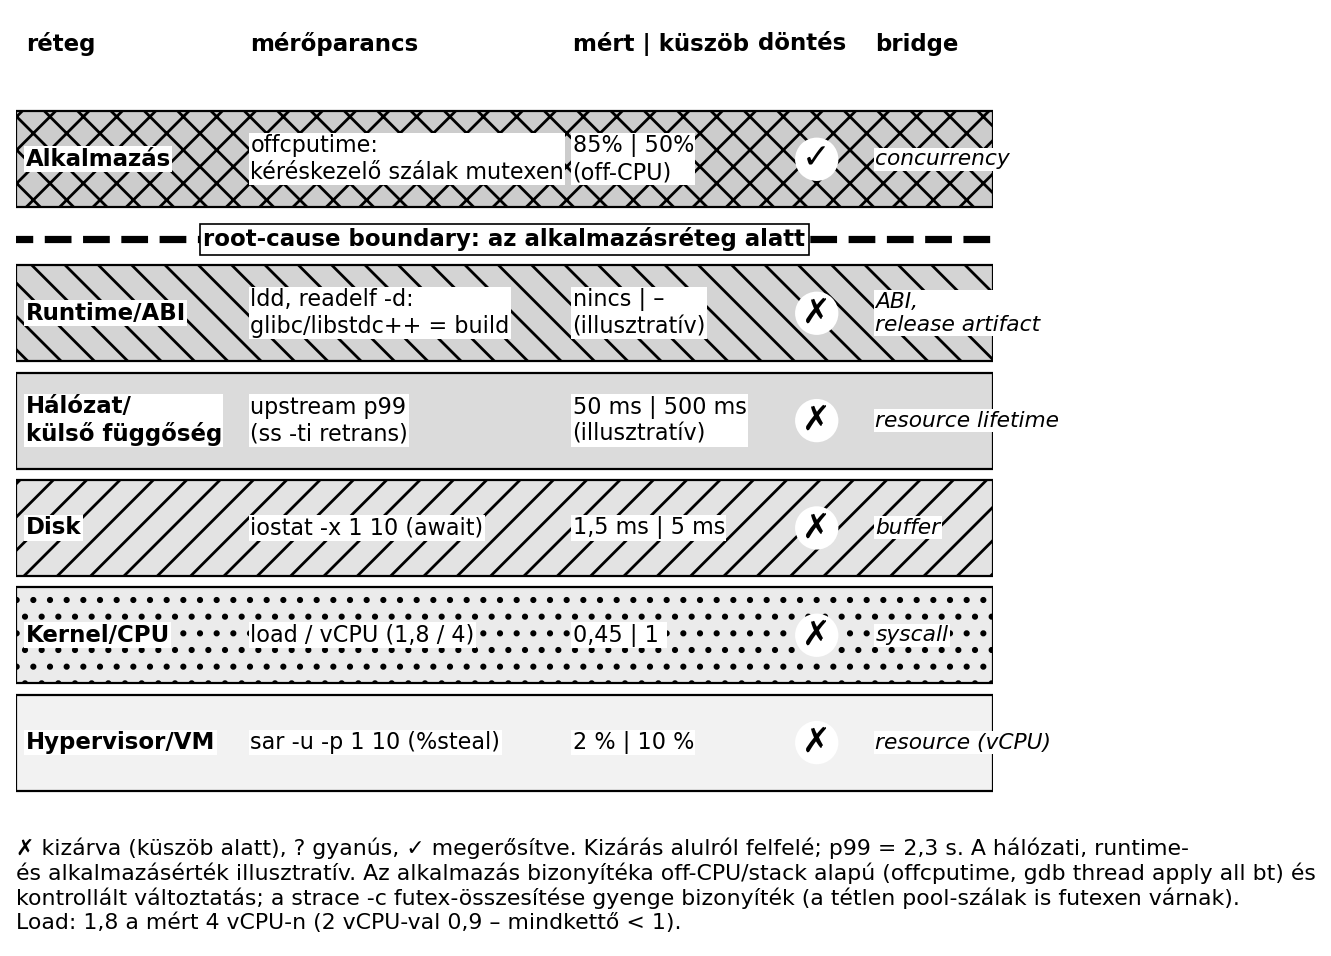 réteg mérőparancs mért | küszöb döntés bridge
Alkalmazás
offcputime:
kéréskezelő szálak mutexen
85% | 50%
(off-CPU)
✓
concurrency
root-cause boundary: az alkalmazásréteg alatt
Runtime/ABI
ldd, readelf -d:
glibc/libstdc++ = build
nincs | –
(illusztratív)
✗
ABI,
release artifact
Hálózat/
külső függőség
upstream p99
(ss -ti retrans)
50 ms | 500 ms
(illusztratív)
✗
resource lifetime
Disk
iostat -x 1 10 (await)
1,5 ms | 5 ms
✗
buffer
Kernel/CPU
load / vCPU (1,8 / 4)
0,45 | 1
✗
syscall
Hypervisor/VM
sar -u -p 1 10 (%steal)
2 % | 10 %
✗
resource (vCPU)
✗ kizárva (küszöb alatt), ? gyanús, ✓ megerősítve. Kizárás alulról felfelé; p99 = 2,3 s. A hálózati, runtime-
és alkalmazásérték illusztratív. Az alkalmazás bizonyítéka off-CPU/stack alapú (offcputime, gdb thread apply all bt) és
kontrollált változtatás; a strace -c futex-összesítése gyenge bizonyíték (a tétlen pool-szálak is futexen várnak).
Load: 1,8 a mért 4 vCPU-n (2 vCPU-val 0,9 – mindkettő < 1).